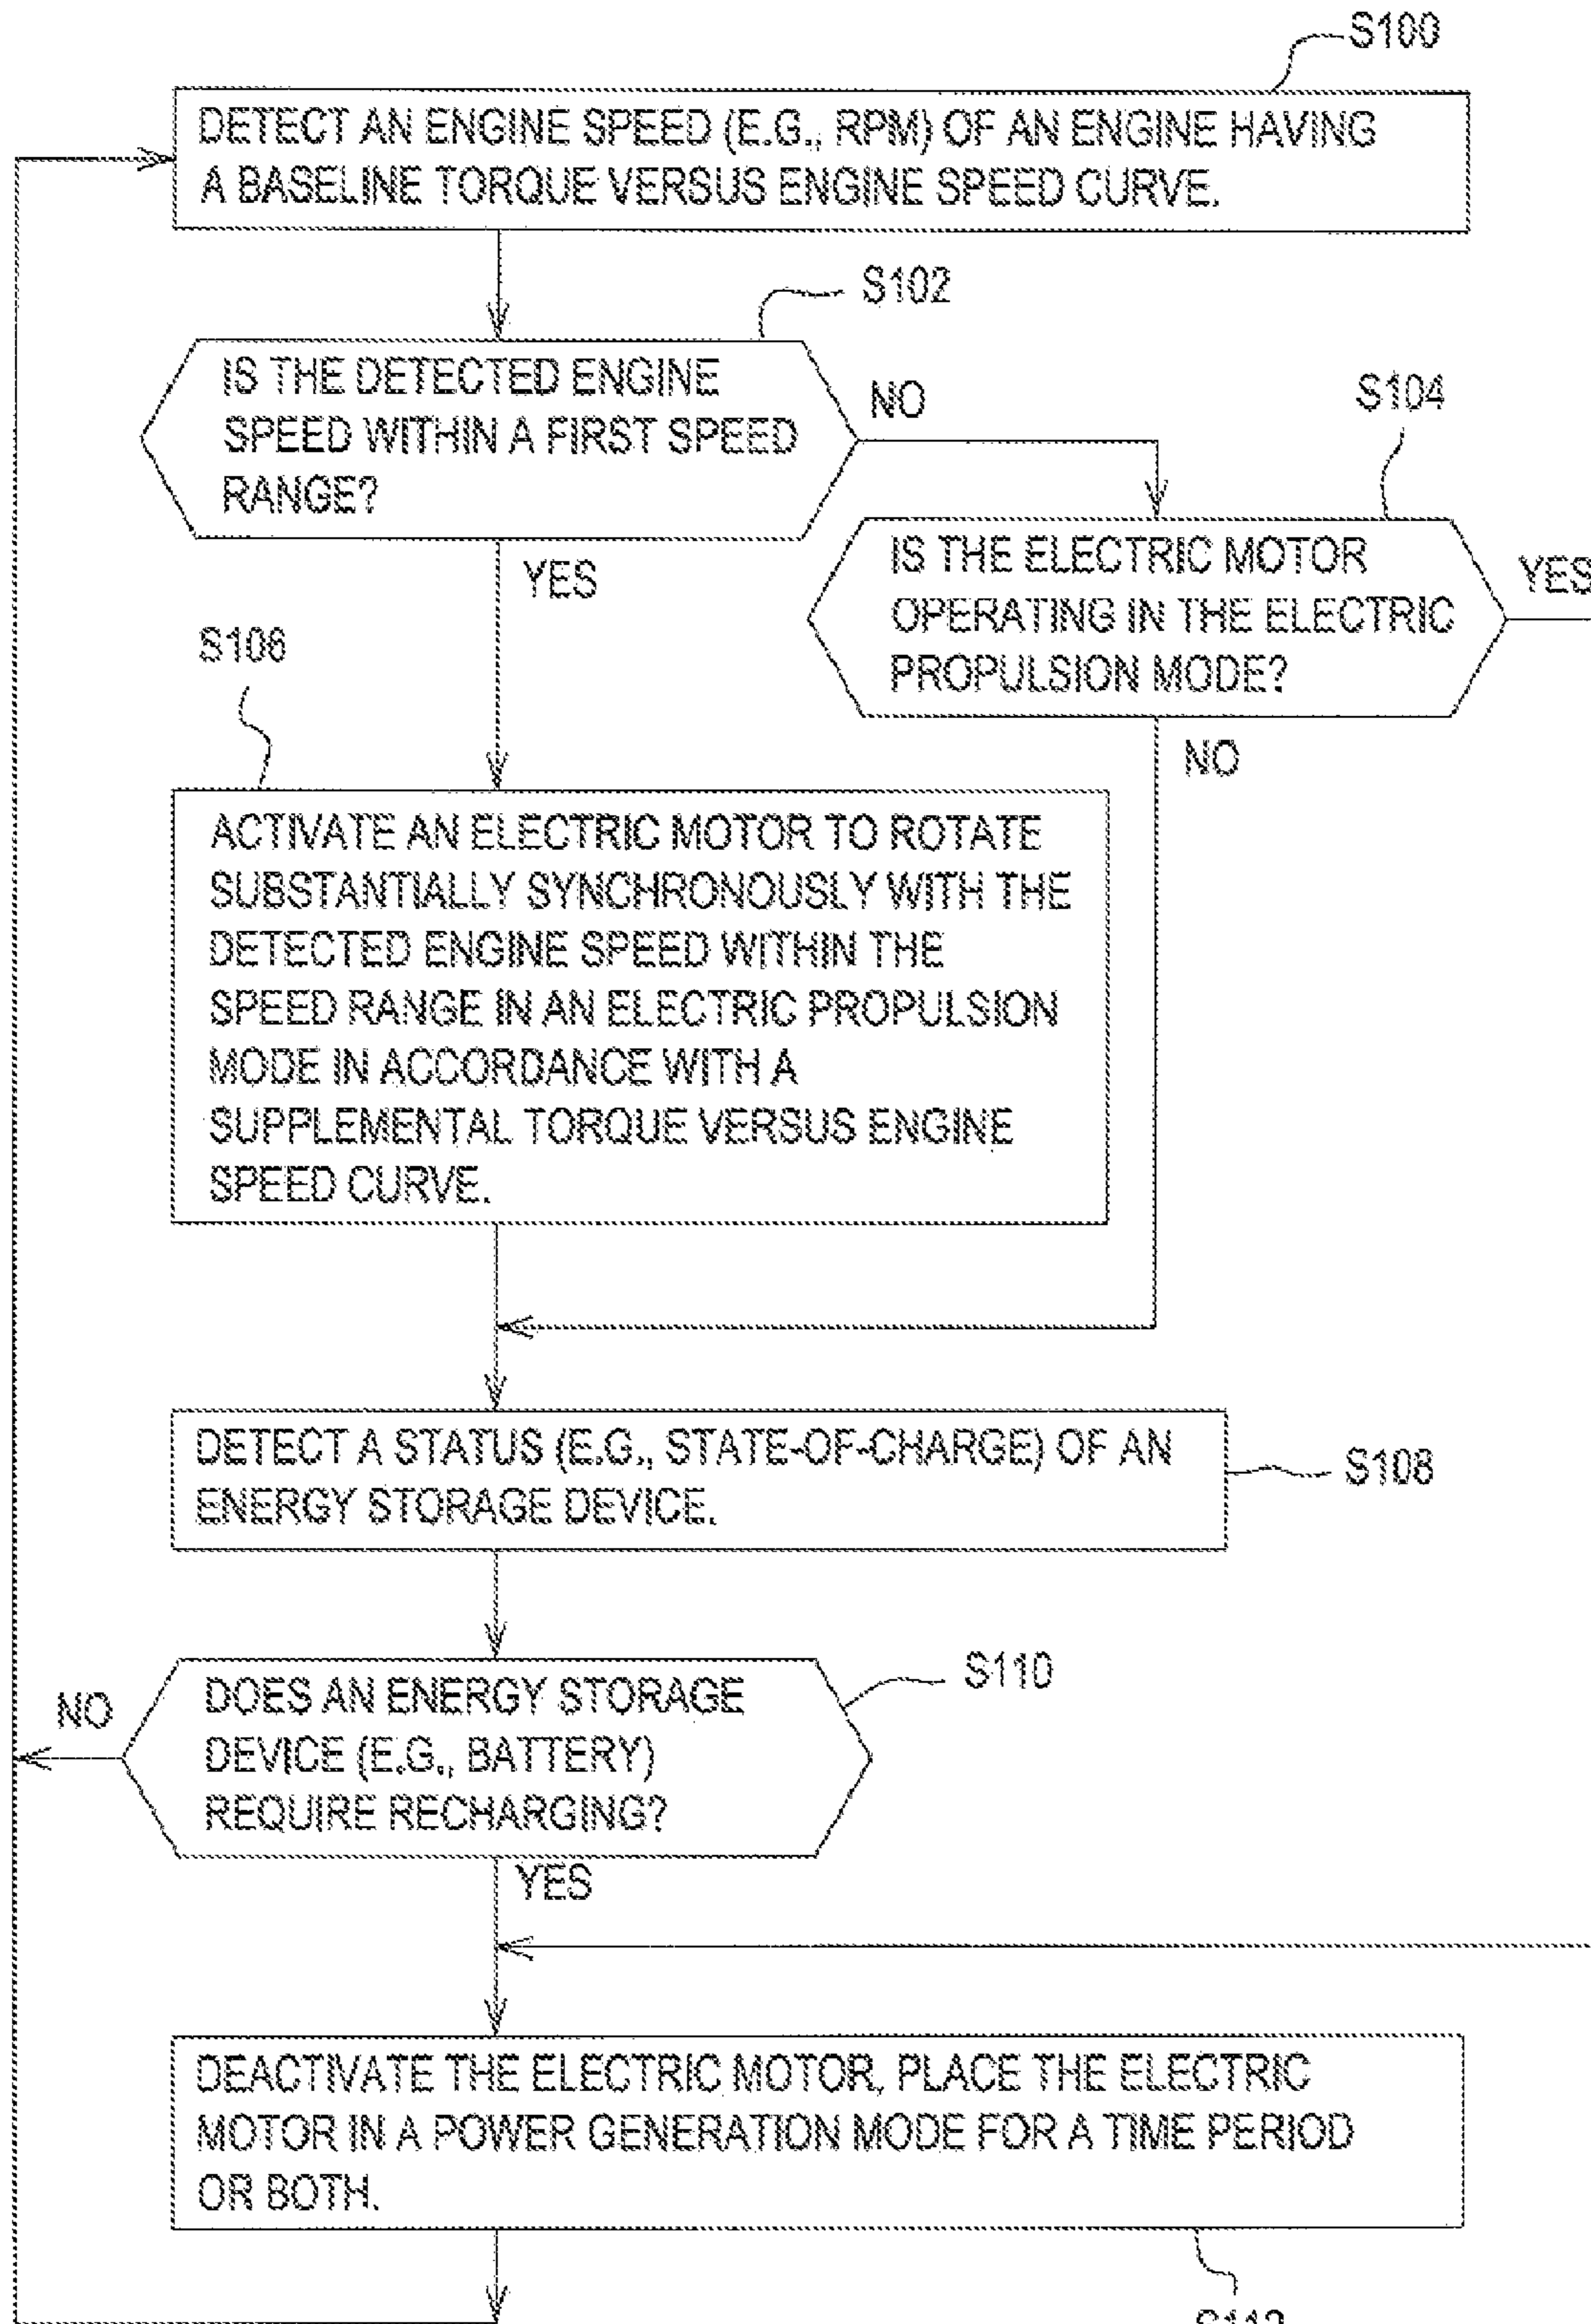 S100
DETECT AN ENGINE SPEED (E.G., RPM) OF AN ENGINE HAVING
A BASELINE TORQUE VERSUS ENGINE SPEED CURVE.
S102
IS THE DETECTED ENGINE
SPEED WITHIN A FIRST SPEED
RANGE?
NO
YES
S104
IS THE ELECTRIC MOTOR
OPERATING IN THE ELECTRIC
PROPULSION MODE?
YES
NO
S106
ACTIVATE AN ELECTRIC MOTOR TO ROTATE
SUBSTANTIALLY SYNCHRONOUSLY WITH THE
DETECTED ENGINE SPEED WITHIN THE
SPEED RANGE IN AN ELECTRIC PROPULSION
MODE IN ACCORDANCE WITH A
SUPPLEMENTAL TORQUE VERSUS ENGINE
SPEED CURVE.
DETECT A STATUS (E.G., STATE-OF-CHARGE) OF AN
ENERGY STORAGE DEVICE.
S108
DOES AN ENERGY STORAGE
DEVICE (E.G., BATTERY)
REQUIRE RECHARGING?
S110
NO
YES
DEACTIVATE THE ELECTRIC MOTOR, PLACE THE ELECTRIC
MOTOR IN A POWER GENERATION MODE FOR A TIME PERIOD
OR BOTH.
S112